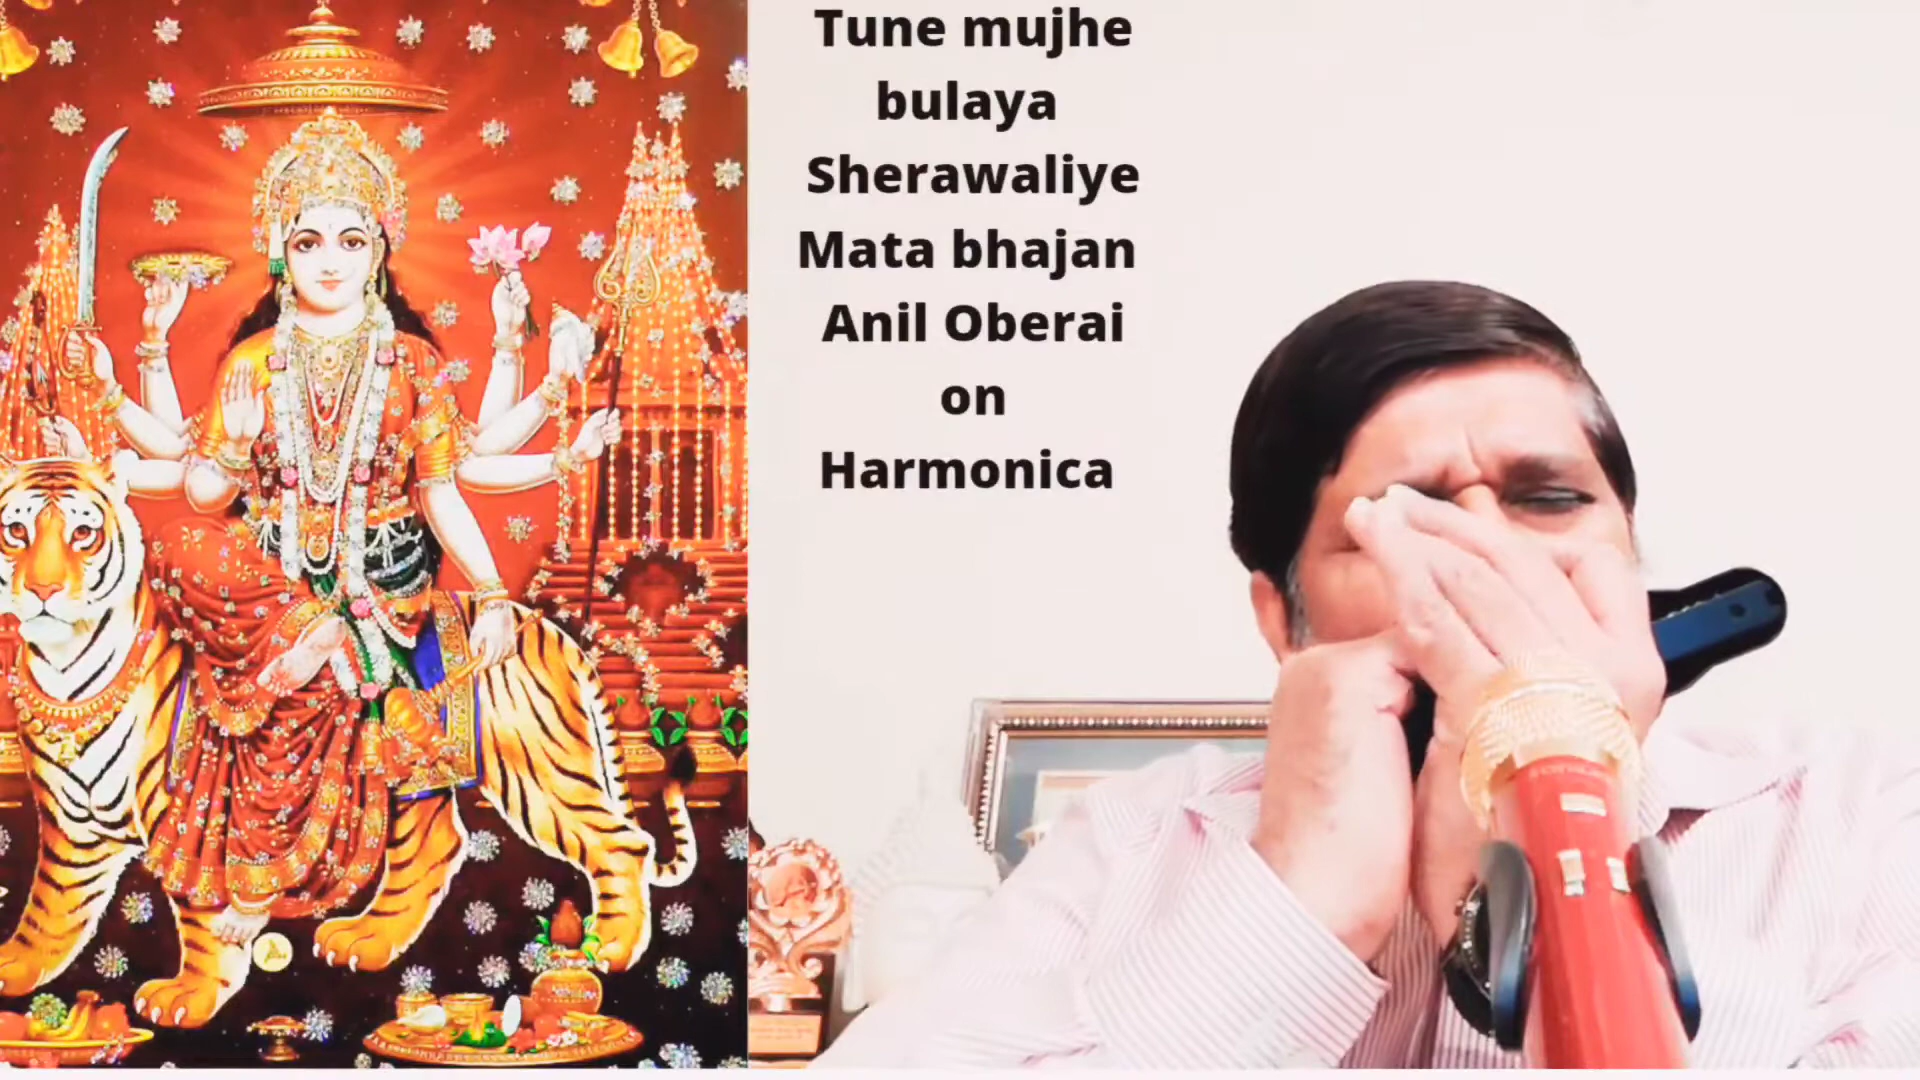 Tune mujhe
bulaya
Sherawaliye
Mata bhajan
Anil Oberai
on
Harmonica